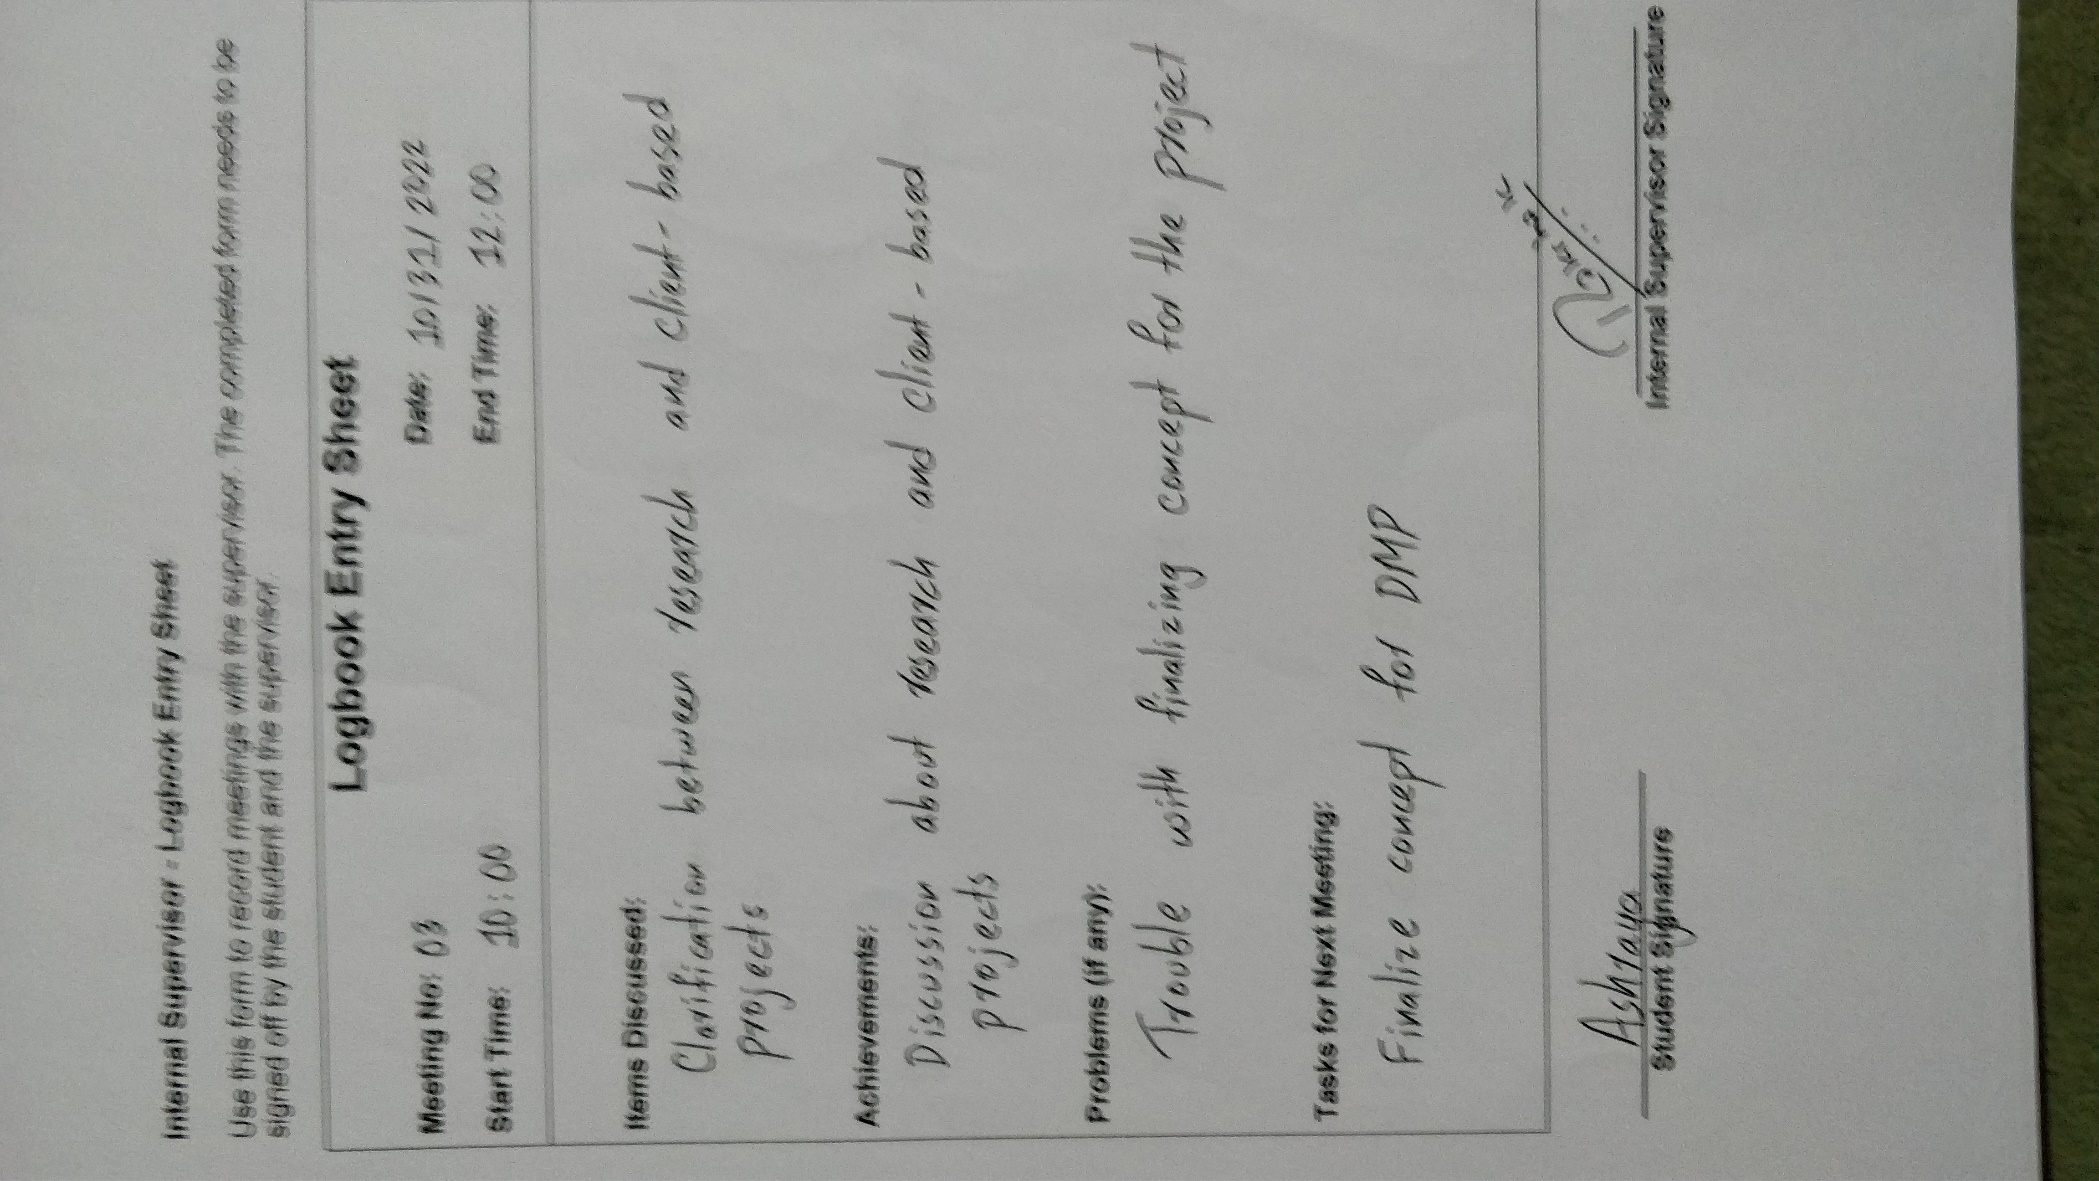 Internal Supervisor - Logbook Entry Sheet
Use this form to record meetings with the supervisor. The completed form needs to be
signed off by the student and the supervisor.
Logbook Entry Sheet
Meeting No: 03 Date: 10/31/2022
Start Time: 10:00 End Time: 12:00
Items Discussed:
Clarification between research and client-based
projects
Achievements:
Discussion about research and client-based
projects
Problems (if any):
Trouble with finalizing concept for the project
Tasks for Next Meeting:
Finalize concept for DMP
Ashraya
Student Signature Internal Supervisor Signature